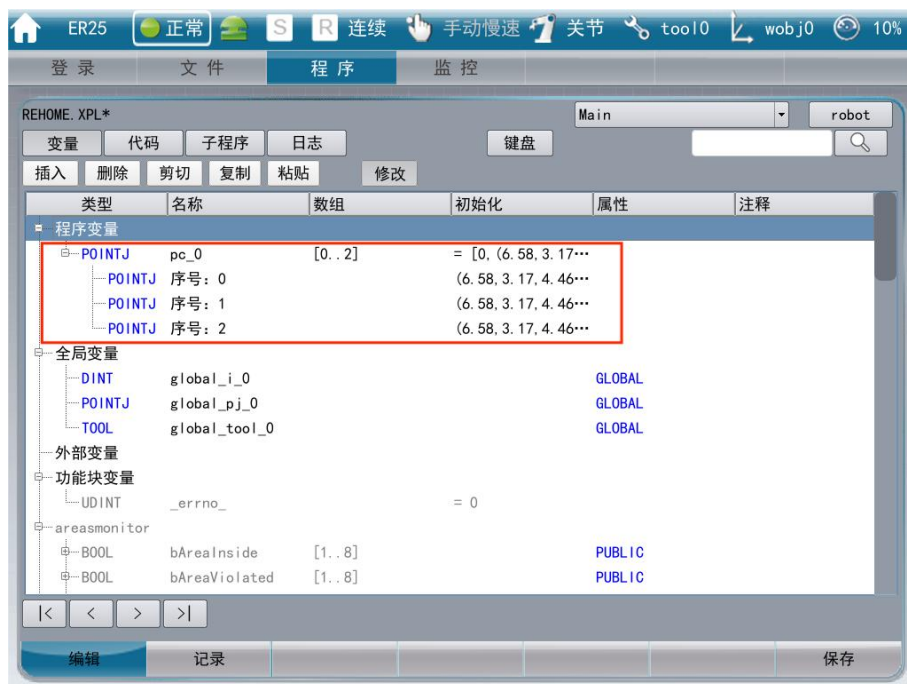 ER25 正常 S R 连续 手动慢速 关节 tool0 wobj0 10%
登录 文件 程序 监控
REHOME.XPL* Main robot
变量 代码 子程序 日志 键盘
插入 删除 剪切 复制 粘贴 修改
类型 名称 数组 初始化 属性 注释
程序变量
POINTJ pc_0 [0..2] = [0, (6.58, 3.17…
POINTJ 序号: 0 (6.58, 3.17, 4.46…
POINTJ 序号: 1 (6.58, 3.17, 4.46…
POINTJ 序号: 2 (6.58, 3.17, 4.46…
全局变量
DINT global_i_0 GLOBAL
POINTJ global_pj_0 GLOBAL
TOOL global_tool_0 GLOBAL
外部变量
功能块变量
UDINT _errno_ = 0
areasmonitor
BOOL bAreaInside [1..8] PUBLIC
BOOL bAreaViolated [1..8] PUBLIC
|< < > >|
编辑 记录 保存